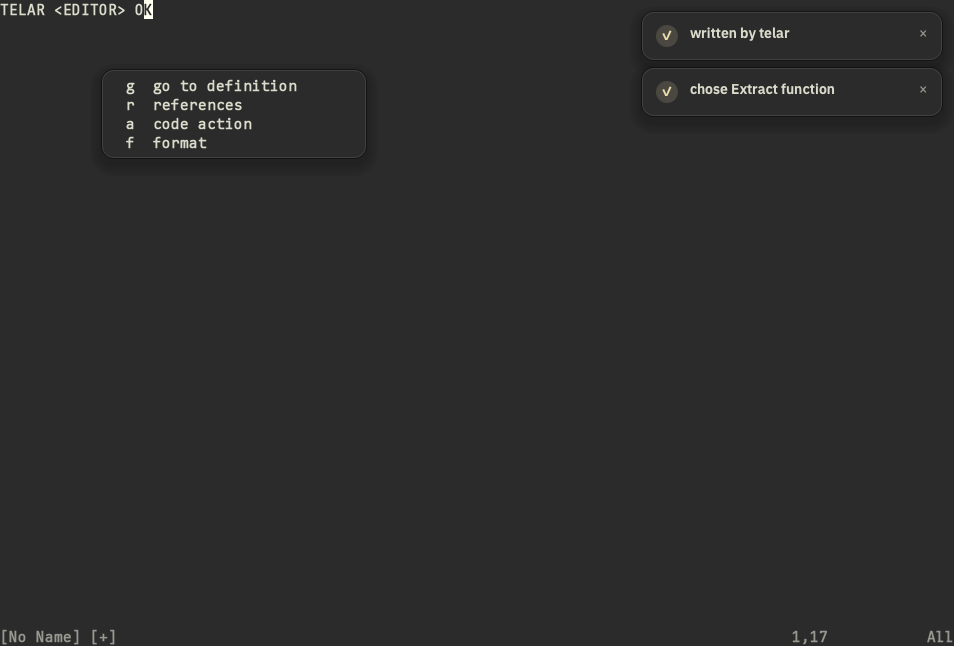 TELAR <EDITOR> OK
written by telar ×
chose Extract function ×
g go to definition
r references
a code action
f format
[No Name] [+] 1,17 All